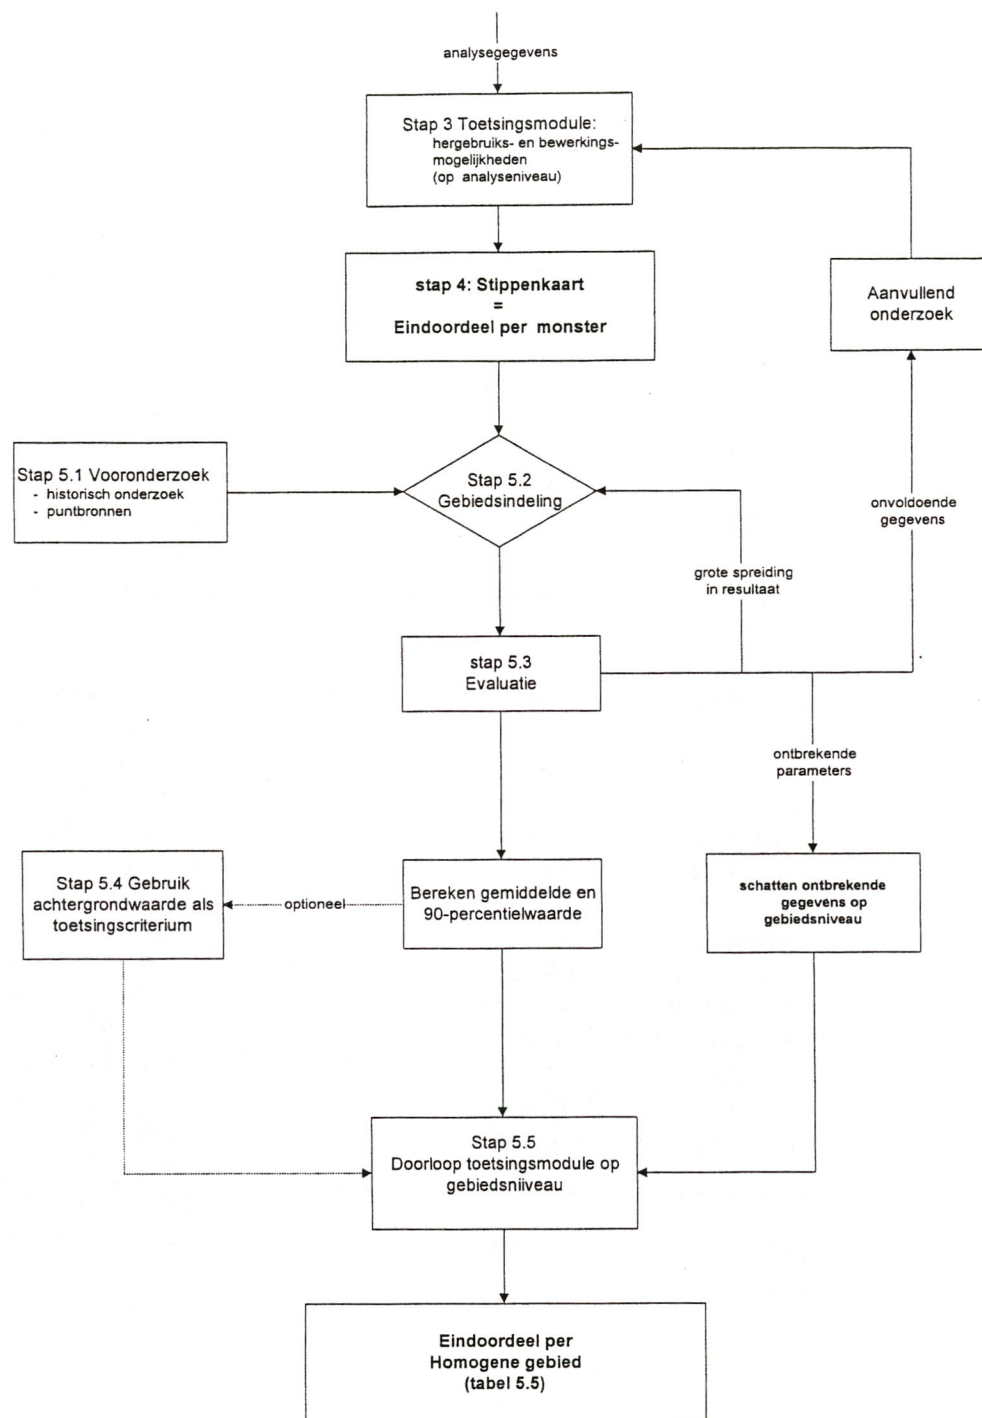 analysegegevens
Stap 3 Toetsingsmodule:
hergebruiks- en bewerkings-
mogelijkheden
(op analyseniveau)
stap 4: Stippenkaart
=
Eindoordeel per monster
Aanvullend
onderzoek
Stap 5.1 Vooronderzoek
- historisch onderzoek
- puntbronnen
Stap 5.2
Gebiedsindeling
onvoldoende
gegevens
grote spreiding
in resultaat
stap 5.3
Evaluatie
ontbrekende
parameters
Stap 5.4 Gebruik
achtergrondwaarde als
toetsingscriterium
optioneel
Bereken gemiddelde en
90-percentielwaarde
schatten ontbrekende
gegevens op
gebiedsniveau
Stap 5.5
Doorloop toetsingsmodule op
gebiedsniiveau
Eindoordeel per
Homogene gebied
(tabel 5.5)